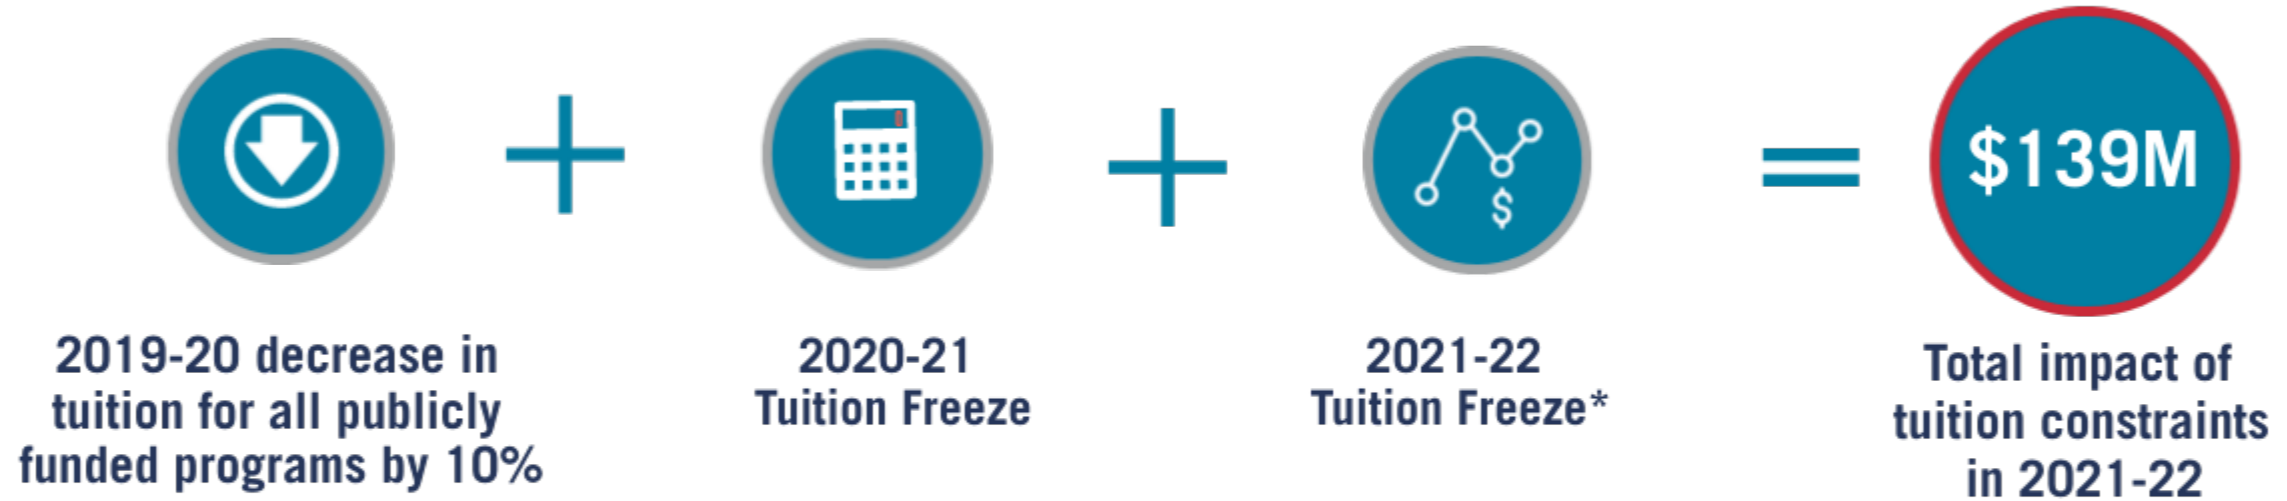 2019-20 decrease in
tuition for all publicly
funded programs by 10%
2020-21
Tuition Freeze
$
2021-22
Tuition Freeze*
$139M
Total impact of
tuition constraints
in 2021-22